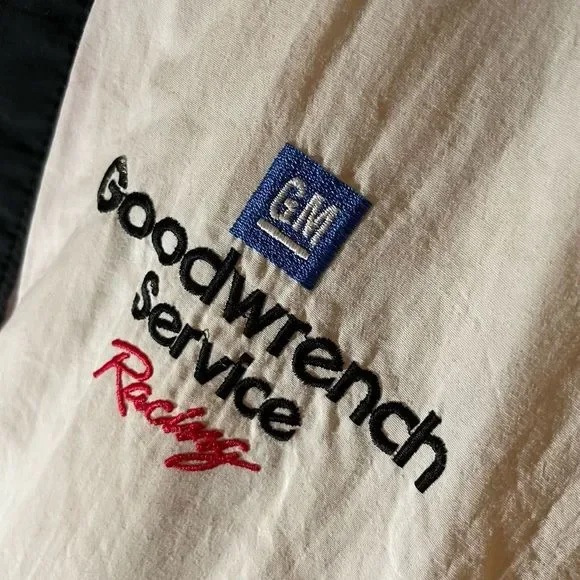 GM
Goodwrench
Service
Racing